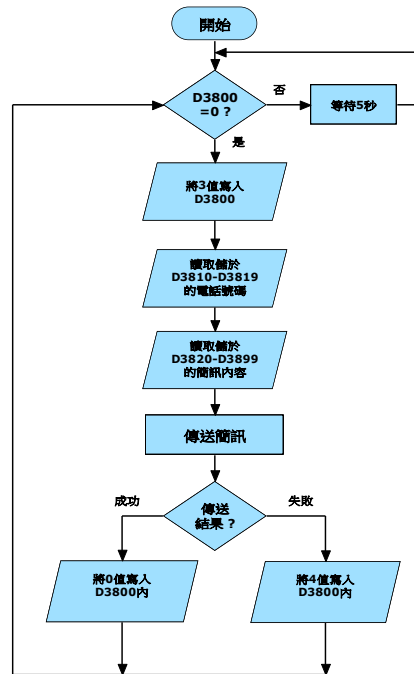 開始
D3800
=0 ?
否
等待5秒
是
將3值寫入
D3800
讀取儲於
D3810-D3819
的電話號碼
讀取儲於
D3820-D3899
的簡訊內容
傳送簡訊
傳送
結果 ?
成功
失敗
將0值寫入
D3800內
將4值寫入
D3800內